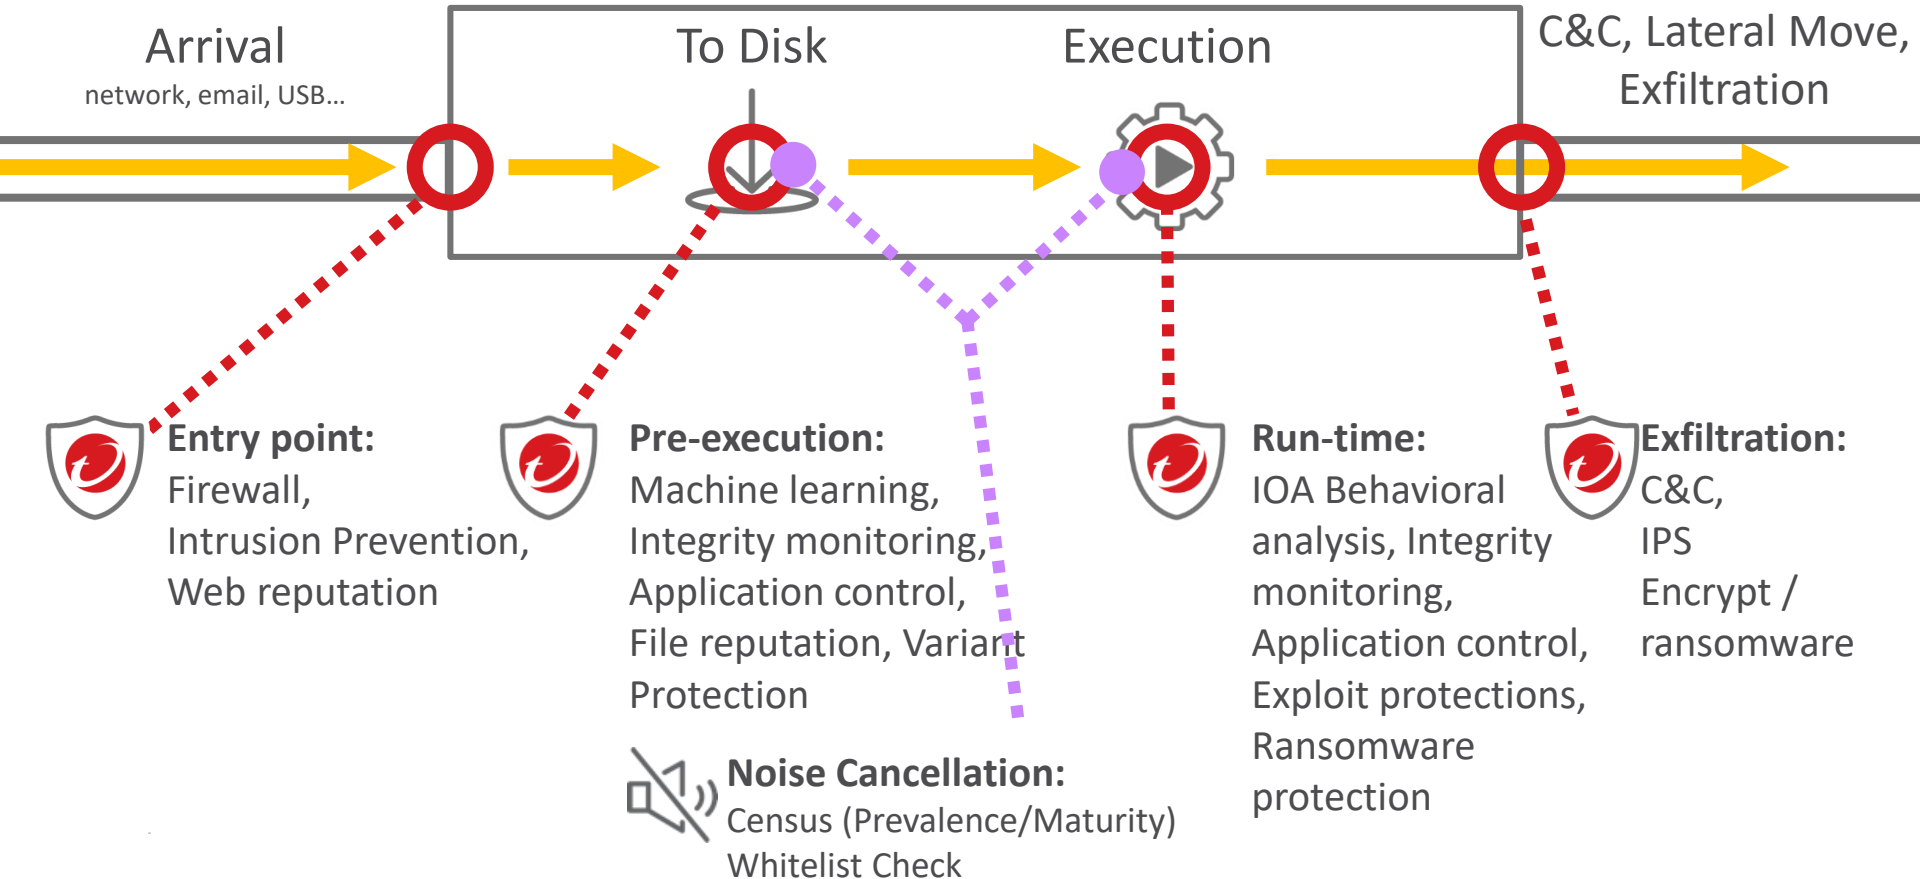 Arrival
network, email, USB...
To Disk
Execution
C&C, Lateral Move,
Exfiltration
Entry point:
Firewall,
Intrusion Prevention,
Web reputation
Pre-execution:
Machine learning,
Integrity monitoring,
Application control,
File reputation, Variant
Protection
Noise Cancellation:
Census (Prevalence/Maturity)
Whitelist Check
Run-time:
IOA Behavioral
analysis, Integrity
monitoring,
Application control,
Exploit protections,
Ransomware
protection
Exfiltration:
C&C,
IPS
Encrypt /
ransomware